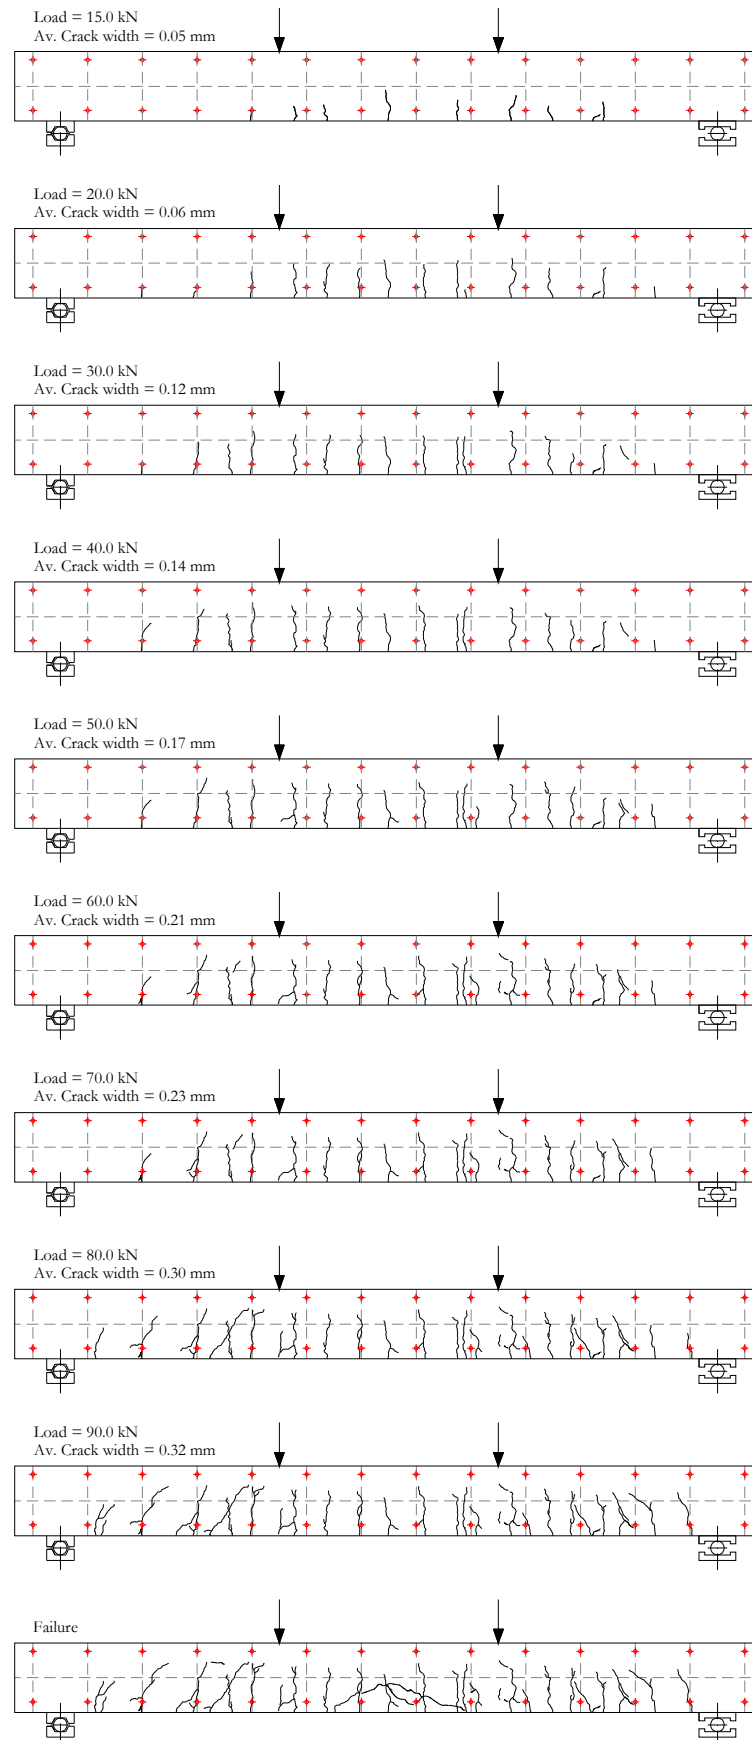 Load = 15.0 kN
Av. Crack width = 0.05 mm
Load = 20.0 kN
Av. Crack width = 0.06 mm
Load = 30.0 kN
Av. Crack width = 0.12 mm
Load = 40.0 kN
Av. Crack width = 0.14 mm
Load = 50.0 kN
Av. Crack width = 0.17 mm
Load = 60.0 kN
Av. Crack width = 0.21 mm
Load = 70.0 kN
Av. Crack width = 0.23 mm
Load = 80.0 kN
Av. Crack width = 0.30 mm
Load = 90.0 kN
Av. Crack width = 0.32 mm
Failure